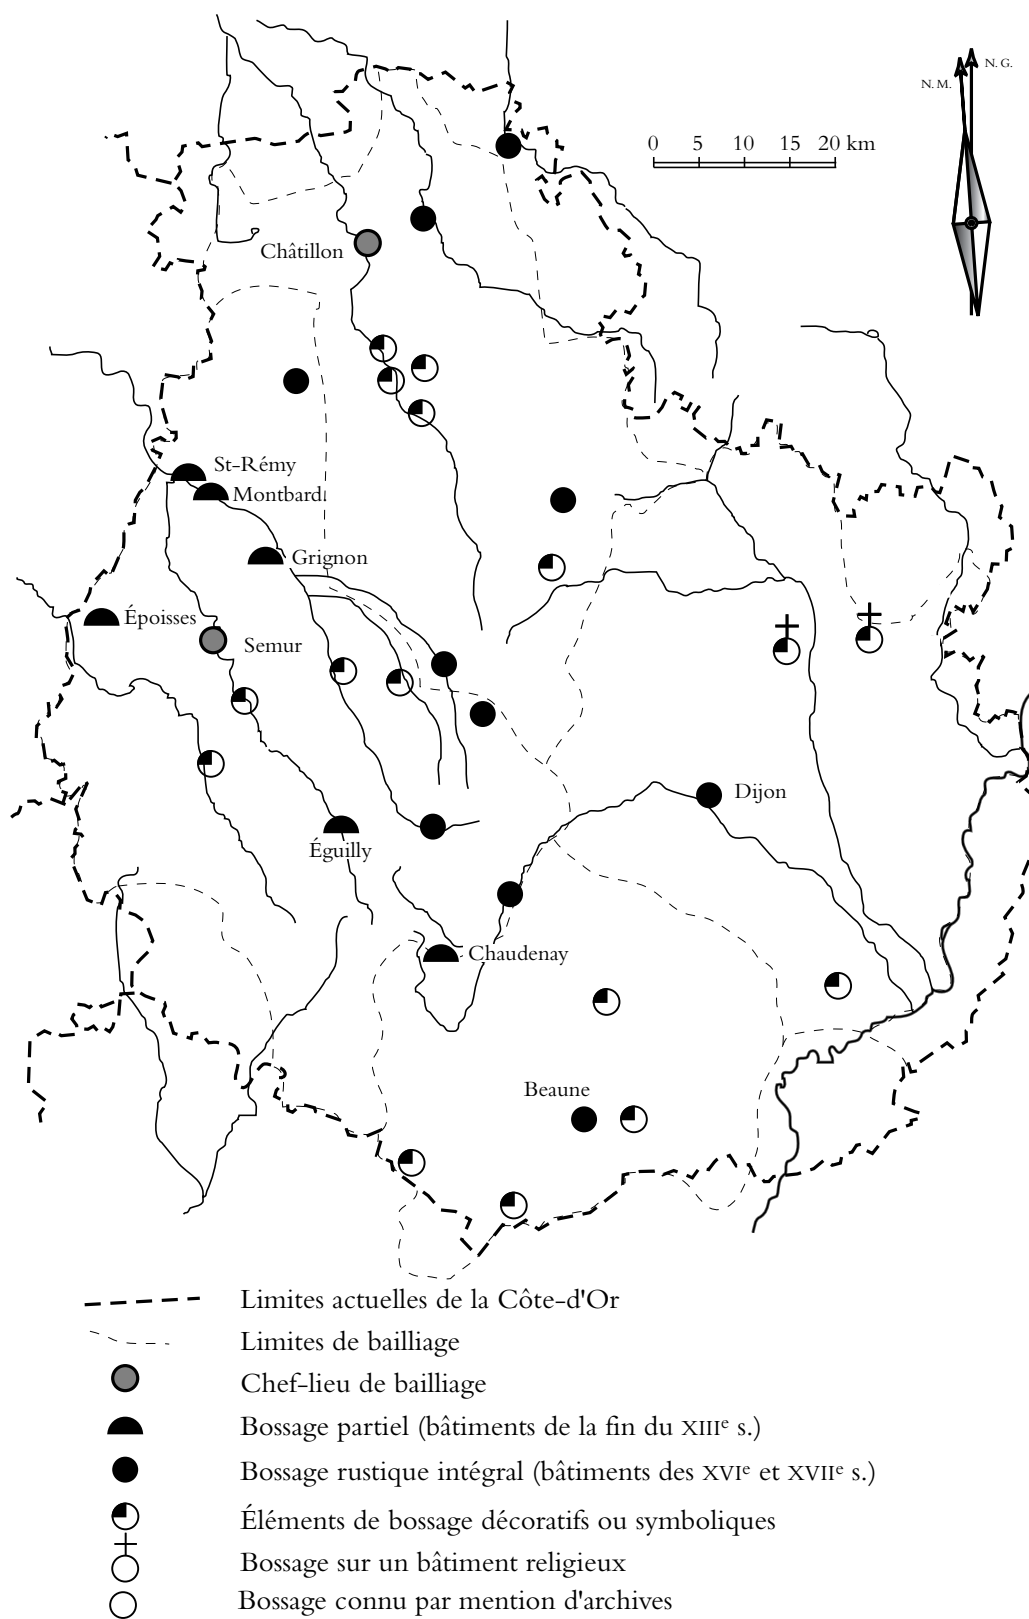 N. G.
N. M.
0 5 10 15 20 km
Châtillon
St-Rémy
Montbard
Grignon
Époisses
Semur
Dijon
Éguilly
Chaudenay
Beaune
Limites actuelles de la Côte-d'Or
Limites de bailliage
Chef-lieu de bailliage
Bossage partiel (bâtiments de la fin du XIIIe s.)
Bossage rustique intégral (bâtiments des XVIe et XVIIe s.)
Éléments de bossage décoratifs ou symboliques
Bossage sur un bâtiment religieux
Bossage connu par mention d'archives